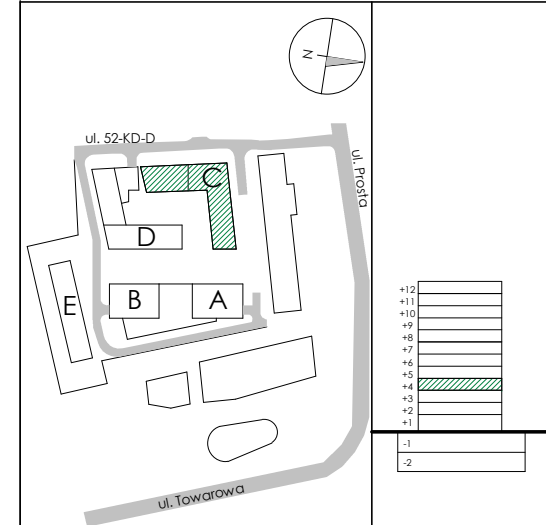 N
ul. 52-KD-D
ul. Prosta
C
D
E
B
A
ul. Towarowa
+12
+11
+10
+9
+8
+7
+6
+5
+4
+3
+2
+1
-1
-2